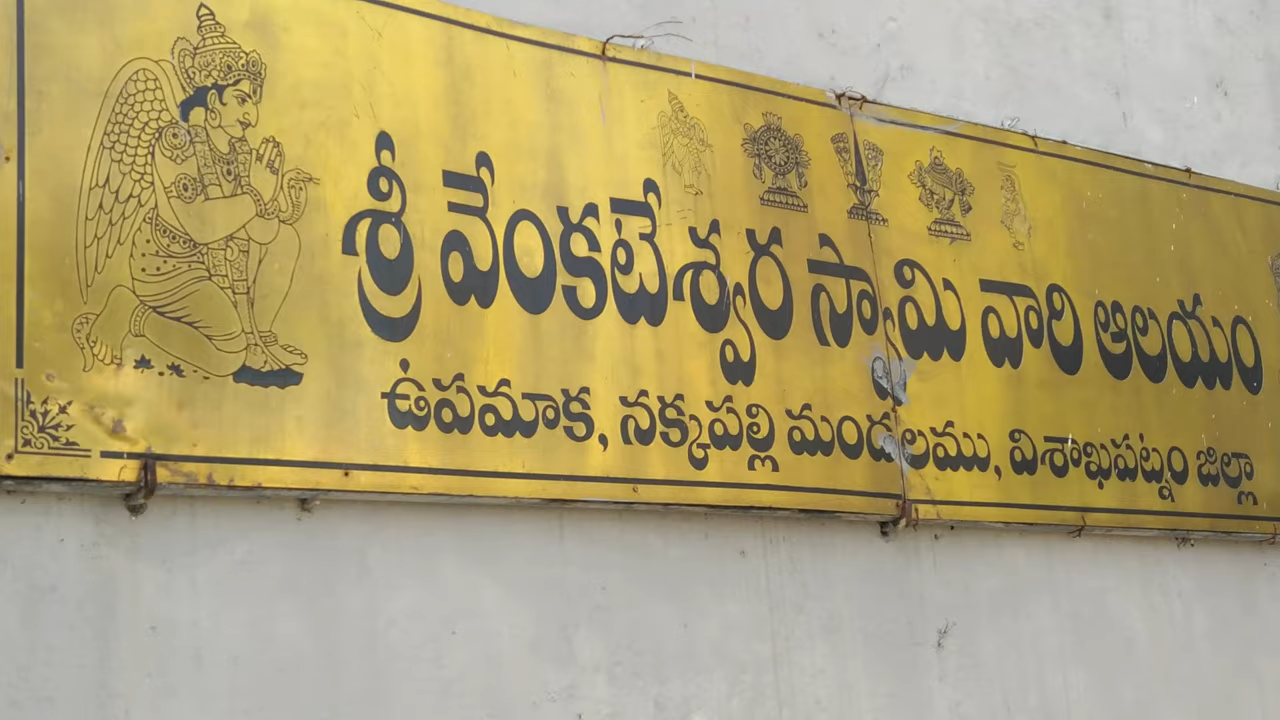 శ్రీ వేంకటేశ్వర స్వామి వారి ఆలయం
ఉపమాక, నక్కపల్లి మండలము, విశాఖపట్నం జిల్లా